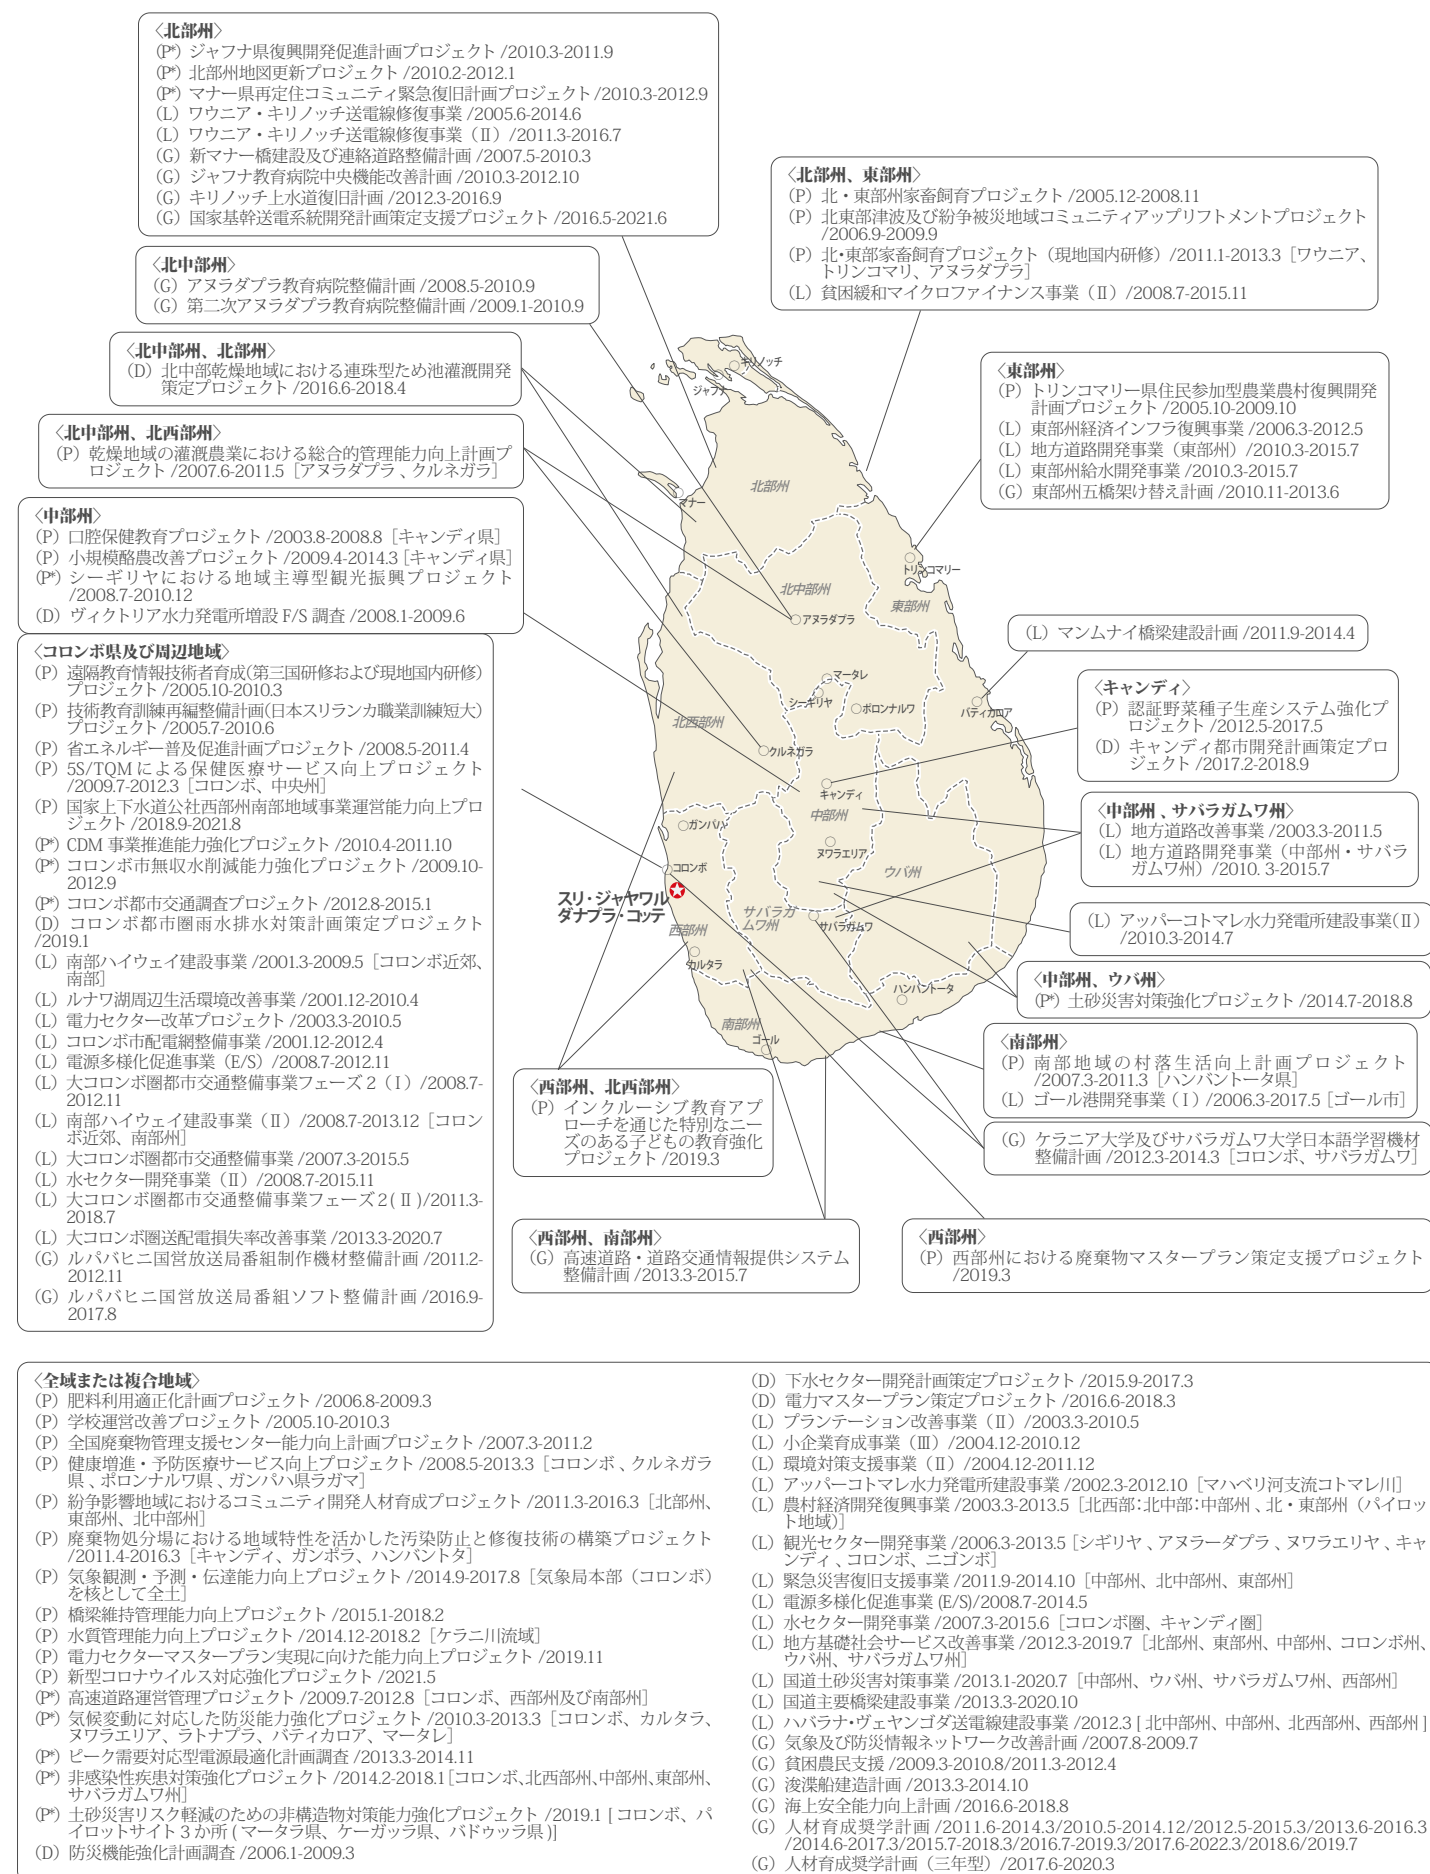 〈北部州〉
(P*) ジャフナ県復興開発促進計画プロジェクト /2010.3-2011.9
(P*) 北部州地図更新プロジェクト /2010.2-2012.1
(P*) マナー県再定住コミュニティ緊急復旧計画プロジェクト /2010.3-2012.9
(L) ワウニア・キリノッチ送電線修復事業 /2005.6-2014.6
(L) ワウニア・キリノッチ送電線修復事業（Ⅱ）/2011.3-2016.7
(G) 新マナー橋建設及び連絡道路整備計画 /2007.5-2010.3
(G) ジャフナ教育病院中央機能改善計画 /2010.3-2012.10
(G) キリノッチ上水道復旧計画 /2012.3-2016.9
(G) 国家基幹送電系統開発計画策定支援プロジェクト /2016.5-2021.6
〈北中部州〉
(G) アヌラダプラ教育病院整備計画 /2008.5-2010.9
(G) 第二次アヌラダプラ教育病院整備計画 /2009.1-2010.9
〈北中部州、北部州〉
(D) 北中部乾燥地域における連珠型ため池灌漑開発
策定プロジェクト /2016.6-2018.4
〈北中部州、北西部州〉
(P) 乾燥地域の灌漑農業における総合的管理能力向上計画プ
ロジェクト /2007.6-2011.5［アヌラダプラ、クルネガラ］
〈中部州〉
(P) 口腔保健教育プロジェクト /2003.8-2008.8［キャンディ県］
(P) 小規模酪農改善プロジェクト /2009.4-2014.3［キャンディ県］
(P*) シーギリヤにおける地域主導型観光振興プロジェクト
/2008.7-2010.12
(D) ヴィクトリア水力発電所増設 F/S 調査 /2008.1-2009.6
〈コロンボ県及び周辺地域〉
(P) 遠隔教育情報技術者育成(第三国研修および現地国内研修)
プロジェクト /2005.10-2010.3
(P) 技術教育訓練再編整備計画(日本スリランカ職業訓練短大)
プロジェクト /2005.7-2010.6
(P) 省エネルギー普及促進計画プロジェクト /2008.5-2011.4
(P) 5S/TQM による保健医療サービス向上プロジェクト
/2009.7-2012.3［コロンボ、中央州］
(P) 国家上下水道公社西部州南部地域事業運営能力向上プロ
ジェクト /2018.9-2021.8
(P*) CDM 事業推進能力強化プロジェクト /2010.4-2011.10
(P*) コロンボ市無収水削減能力強化プロジェクト /2009.10-
2012.9
(P*) コロンボ都市交通調査プロジェクト /2012.8-2015.1
(D) コロンボ都市圏雨水排水対策計画策定プロジェクト
/2019.1
(L) 南部ハイウェイ建設事業 /2001.3-2009.5［コロンボ近郊、
南部］
(L) ルナワ湖周辺生活環境改善事業 /2001.12-2010.4
(L) 電力セクター改革プロジェクト /2003.3-2010.5
(L) コロンボ市配電網整備事業 /2001.12-2012.4
(L) 電源多様化促進事業（E/S）/2008.7-2012.11
(L) 大コロンボ圏都市交通整備事業フェーズ 2（Ⅰ）/2008.7-
2012.11
(L) 南部ハイウェイ建設事業（Ⅱ）/2008.7-2013.12［コロン
ボ近郊、南部州］
(L) 大コロンボ圏都市交通整備事業 /2007.3-2015.5
(L) 水セクター開発事業（Ⅱ）/2008.7-2015.11
(L) 大コロンボ圏都市交通整備事業フェーズ 2 ( Ⅱ )/2011.3-
2018.7
(L) 大コロンボ圏送配電損失率改善事業 /2013.3-2020.7
(G) ルパバヒニ国営放送局番組制作機材整備計画 /2011.2-
2012.11
(G) ルパバヒニ国営放送局番組ソフト整備計画 /2016.9-
2017.8
〈北部州、東部州〉
(P) 北・東部州家畜飼育プロジェクト /2005.12-2008.11
(P) 北東部津波及び紛争被災地域コミュニティアップリフトメントプロジェクト
/2006.9-2009.9
(P) 北・東部家畜飼育プロジェクト（現地国内研修）/2011.1-2013.3［ワウニア、
トリンコマリ、アヌラダプラ］
(L) 貧困緩和マイクロファイナンス事業（Ⅱ）/2008.7-2015.11
〈東部州〉
(P) トリンコマリー県住民参加型農業農村復興開発
計画プロジェクト /2005.10-2009.10
(L) 東部州経済インフラ復興事業 /2006.3-2012.5
(L) 地方道路開発事業（東部州）/2010.3-2015.7
(L) 東部州給水開発事業 /2010.3-2015.7
(G) 東部州五橋架け替え計画 /2010.11-2013.6
(L) マンムナイ橋梁建設計画 /2011.9-2014.4
〈キャンディ〉
(P) 認証野菜種子生産システム強化プ
ロジェクト /2012.5-2017.5
(D) キャンディ都市開発計画策定プロ
ジェクト /2017.2-2018.9
〈中部州 、サバラガムワ州〉
(L) 地方道路改善事業 /2003.3-2011.5
(L) 地方道路開発事業（中部州・サバラ
ガムワ州）/2010. 3-2015.7
(L) アッパーコトマレ水力発電所建設事業（Ⅱ）
/2010.3-2014.7
〈中部州、ウバ州〉
(P*) 土砂災害対策強化プロジェクト /2014.7-2018.8
〈南部州〉
(P) 南部地域の村落生活向上計画プロジェクト
/2007.3-2011.3［ハンバントータ県］
(L) ゴール港開発事業（Ⅰ）/2006.3-2017.5［ゴール市］
(G) ケラニア大学及びサバラガムワ大学日本語学習機材
整備計画 /2012.3-2014.3［コロンボ、サバラガムワ］
〈西部州〉
(P) 西部州における廃棄物マスタープラン策定支援プロジェクト
/2019.3
〈西部州、北西部州〉
(P) インクルーシブ教育アプ
ローチを通じた特別なニー
ズのある子どもの教育強化
プロジェクト /2019.3
〈西部州、南部州〉
(G) 高速道路・道路交通情報提供システム
整備計画 /2013.3-2015.7
キリノッチ
ジャフナ
北部州
マナー
トリンコマリー
北中部州
東部州
アヌラダプラ
マータレ
シーギリヤ
ポロンナルワ
バティカロア
北西部州
クルネガラ
キャンディ
中部州
ガンパハ
ヌワラエリア
コロンボ
ウバ州
スリ・ジャヤワル
ダナプラ・コッテ
サバラガ
ムワ州
サバラガムワ
西部州
カルタラ
ハンバントータ
南部州
ゴール
〈全域または複合地域〉
(P) 肥料利用適正化計画プロジェクト /2006.8-2009.3
(P) 学校運営改善プロジェクト /2005.10-2010.3
(P) 全国廃棄物管理支援センター能力向上計画プロジェクト /2007.3-2011.2
(P) 健康増進・予防医療サービス向上プロジェクト /2008.5-2013.3［コロンボ 、クルネガラ
県 、ポロンナルワ県 、ガンパハ県ラガマ］
(P) 紛争影響地域におけるコミュニティ開発人材育成プロジェクト /2011.3-2016.3［北部州、
東部州、北中部州］
(P) 廃棄物処分場における地域特性を活かした汚染防止と修復技術の構築プロジェクト
/2011.4-2016.3［キャンディ、ガンポラ、ハンバントタ］
(P) 気象観測・予測・伝達能力向上プロジェクト /2014.9-2017.8［気象局本部（コロンボ）
を核として全土］
(P) 橋梁維持管理能力向上プロジェクト /2015.1-2018.2
(P) 水質管理能力向上プロジェクト /2014.12-2018.2［ケラニ川流域］
(P) 電力セクターマスタープラン実現に向けた能力向上プロジェクト /2019.11
(P) 新型コロナウイルス対応強化プロジェクト /2021.5
(P*) 高速道路運営管理プロジェクト /2009.7-2012.8［コロンボ、西部州及び南部州］
(P*) 気候変動に対応した防災能力強化プロジェクト /2010.3-2013.3［コロンボ、カルタラ、
ヌワラエリア、ラトナプラ、バティカロア、マータレ］
(P*) ピーク需要対応型電源最適化計画調査 /2013.3-2014.11
(P*) 非感染性疾患対策強化プロジェクト /2014.2-2018.1［コロンボ、北西部州、中部州、東部州、
サバラガムワ州］
(P*) 土砂災害リスク軽減のための非構造物対策能力強化プロジェクト /2019.1 [ コロンボ、パ
イロットサイト 3 か所 ( マータラ県、ケーガッラ県、バドゥッラ県 )]
(D) 防災機能強化計画調査 /2006.1-2009.3
(D) 下水セクター開発計画策定プロジェクト /2015.9-2017.3
(D) 電力マスタープラン策定プロジェクト /2016.6-2018.3
(L) プランテーション改善事業（Ⅱ）/2003.3-2010.5
(L) 小企業育成事業（Ⅲ）/2004.12-2010.12
(L) 環境対策支援事業（Ⅱ）/2004.12-2011.12
(L) アッパーコトマレ水力発電所建設事業 /2002.3-2012.10［マハベリ河支流コトマレ川］
(L) 農村経済開発復興事業 /2003.3-2013.5［北西部:北中部:中部州 、北・東部州（パイロッ
ト地域）］
(L) 観光セクター開発事業 /2006.3-2013.5［シギリヤ 、アヌラーダプラ 、ヌワラエリヤ 、キャ
ンディ 、コロンボ、ニゴンボ］
(L) 緊急災害復旧支援事業 /2011.9-2014.10［中部州、北中部州、東部州］
(L) 電源多様化促進事業 (E/S)/2008.7-2014.5
(L) 水セクター開発事業 /2007.3-2015.6［コロンボ圏、キャンディ圏］
(L) 地方基礎社会サービス改善事業 /2012.3-2019.7［北部州、東部州、中部州、コロンボ州、
ウバ州、サバラガムワ州］
(L) 国道土砂災害対策事業 /2013.1-2020.7［中部州、ウバ州、サバラガムワ州、西部州］
(L) 国道主要橋梁建設事業 /2013.3-2020.10
(L) ハバラナ・ヴェヤンゴダ送電線建設事業 /2012.3 [ 北中部州、中部州、北西部州、西部州 ]
(G) 気象及び防災情報ネットワーク改善計画 /2007.8-2009.7
(G) 貧困農民支援 /2009.3-2010.8/2011.3-2012.4
(G) 浚渫船建造計画 /2013.3-2014.10
(G) 海上安全能力向上計画 /2016.6-2018.8
(G) 人材育成奨学計画 /2011.6-2014.3/2010.5-2014.12/2012.5-2015.3/2013.6-2016.3
/2014.6-2017.3/2015.7-2018.3/2016.7-2019.3/2017.6-2022.3/2018.6/2019.7
(G) 人材育成奨学計画（三年型）/2017.6-2020.3